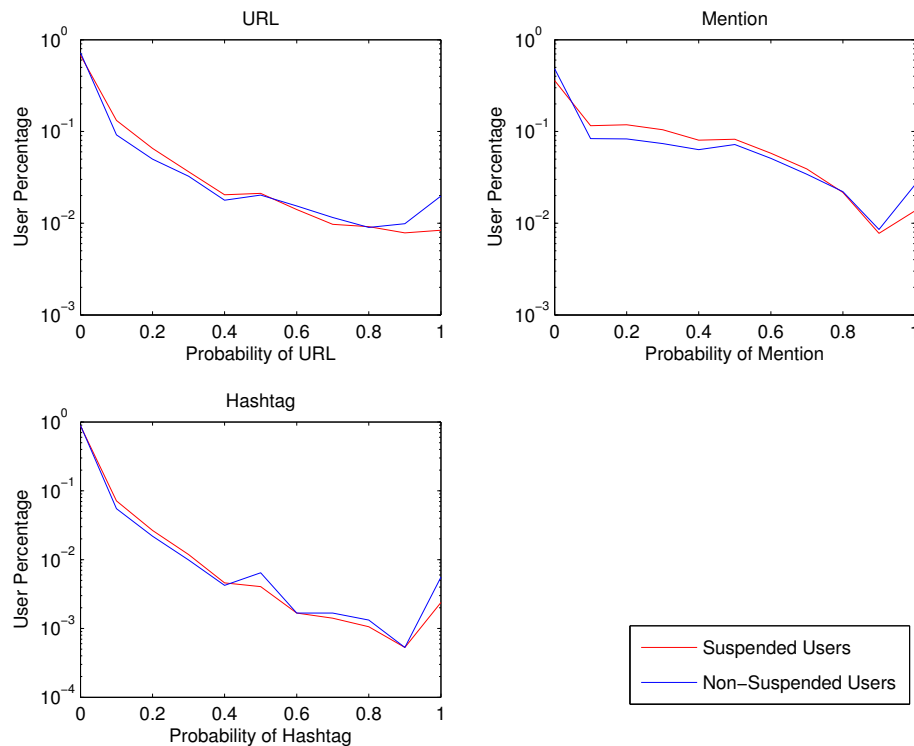 URL
10^0
10^−1
10^−2
10^−3
User Percentage
0 0.2 0.4 0.6 0.8 1
Probability of URL
Mention
10^0
10^−1
10^−2
10^−3
User Percentage
0 0.2 0.4 0.6 0.8 1
Probability of Mention
Hashtag
10^0
10^−1
10^−2
10^−3
10^−4
User Percentage
0 0.2 0.4 0.6 0.8 1
Probability of Hashtag
Suspended Users
Non−Suspended Users